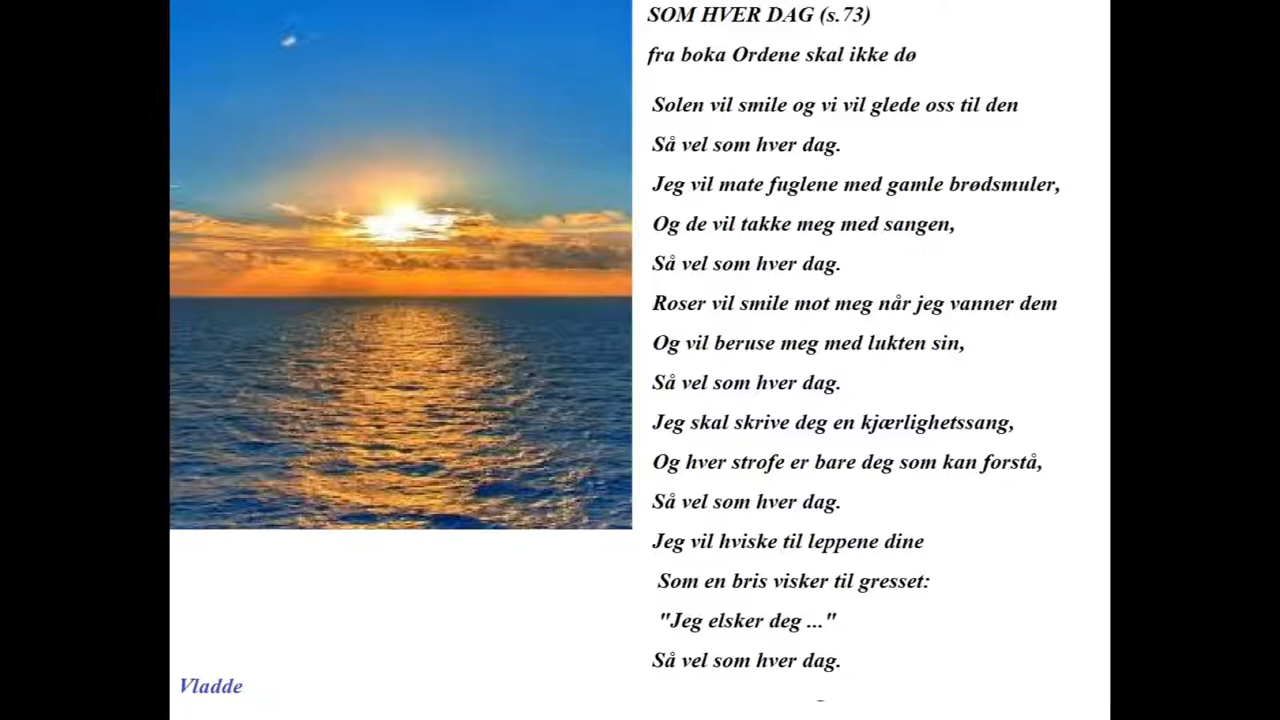 SOM HVER DAG (s.73)
fra boka Ordene skal ikke dø
Solen vil smile og vi vil glede oss til den
Så vel som hver dag.
Jeg vil mate fuglene med gamle brødsmuler,
Og de vil takke meg med sangen,
Så vel som hver dag.
Roser vil smile mot meg når jeg vanner dem
Og vil beruse meg med lukten sin,
Så vel som hver dag.
Jeg skal skrive deg en kjærlighetssang,
Og hver strofe er bare deg som kan forstå,
Så vel som hver dag.
Jeg vil hviske til leppene dine
Som en bris visker til gresset:
"Jeg elsker deg ..."
Så vel som hver dag.
Vladde